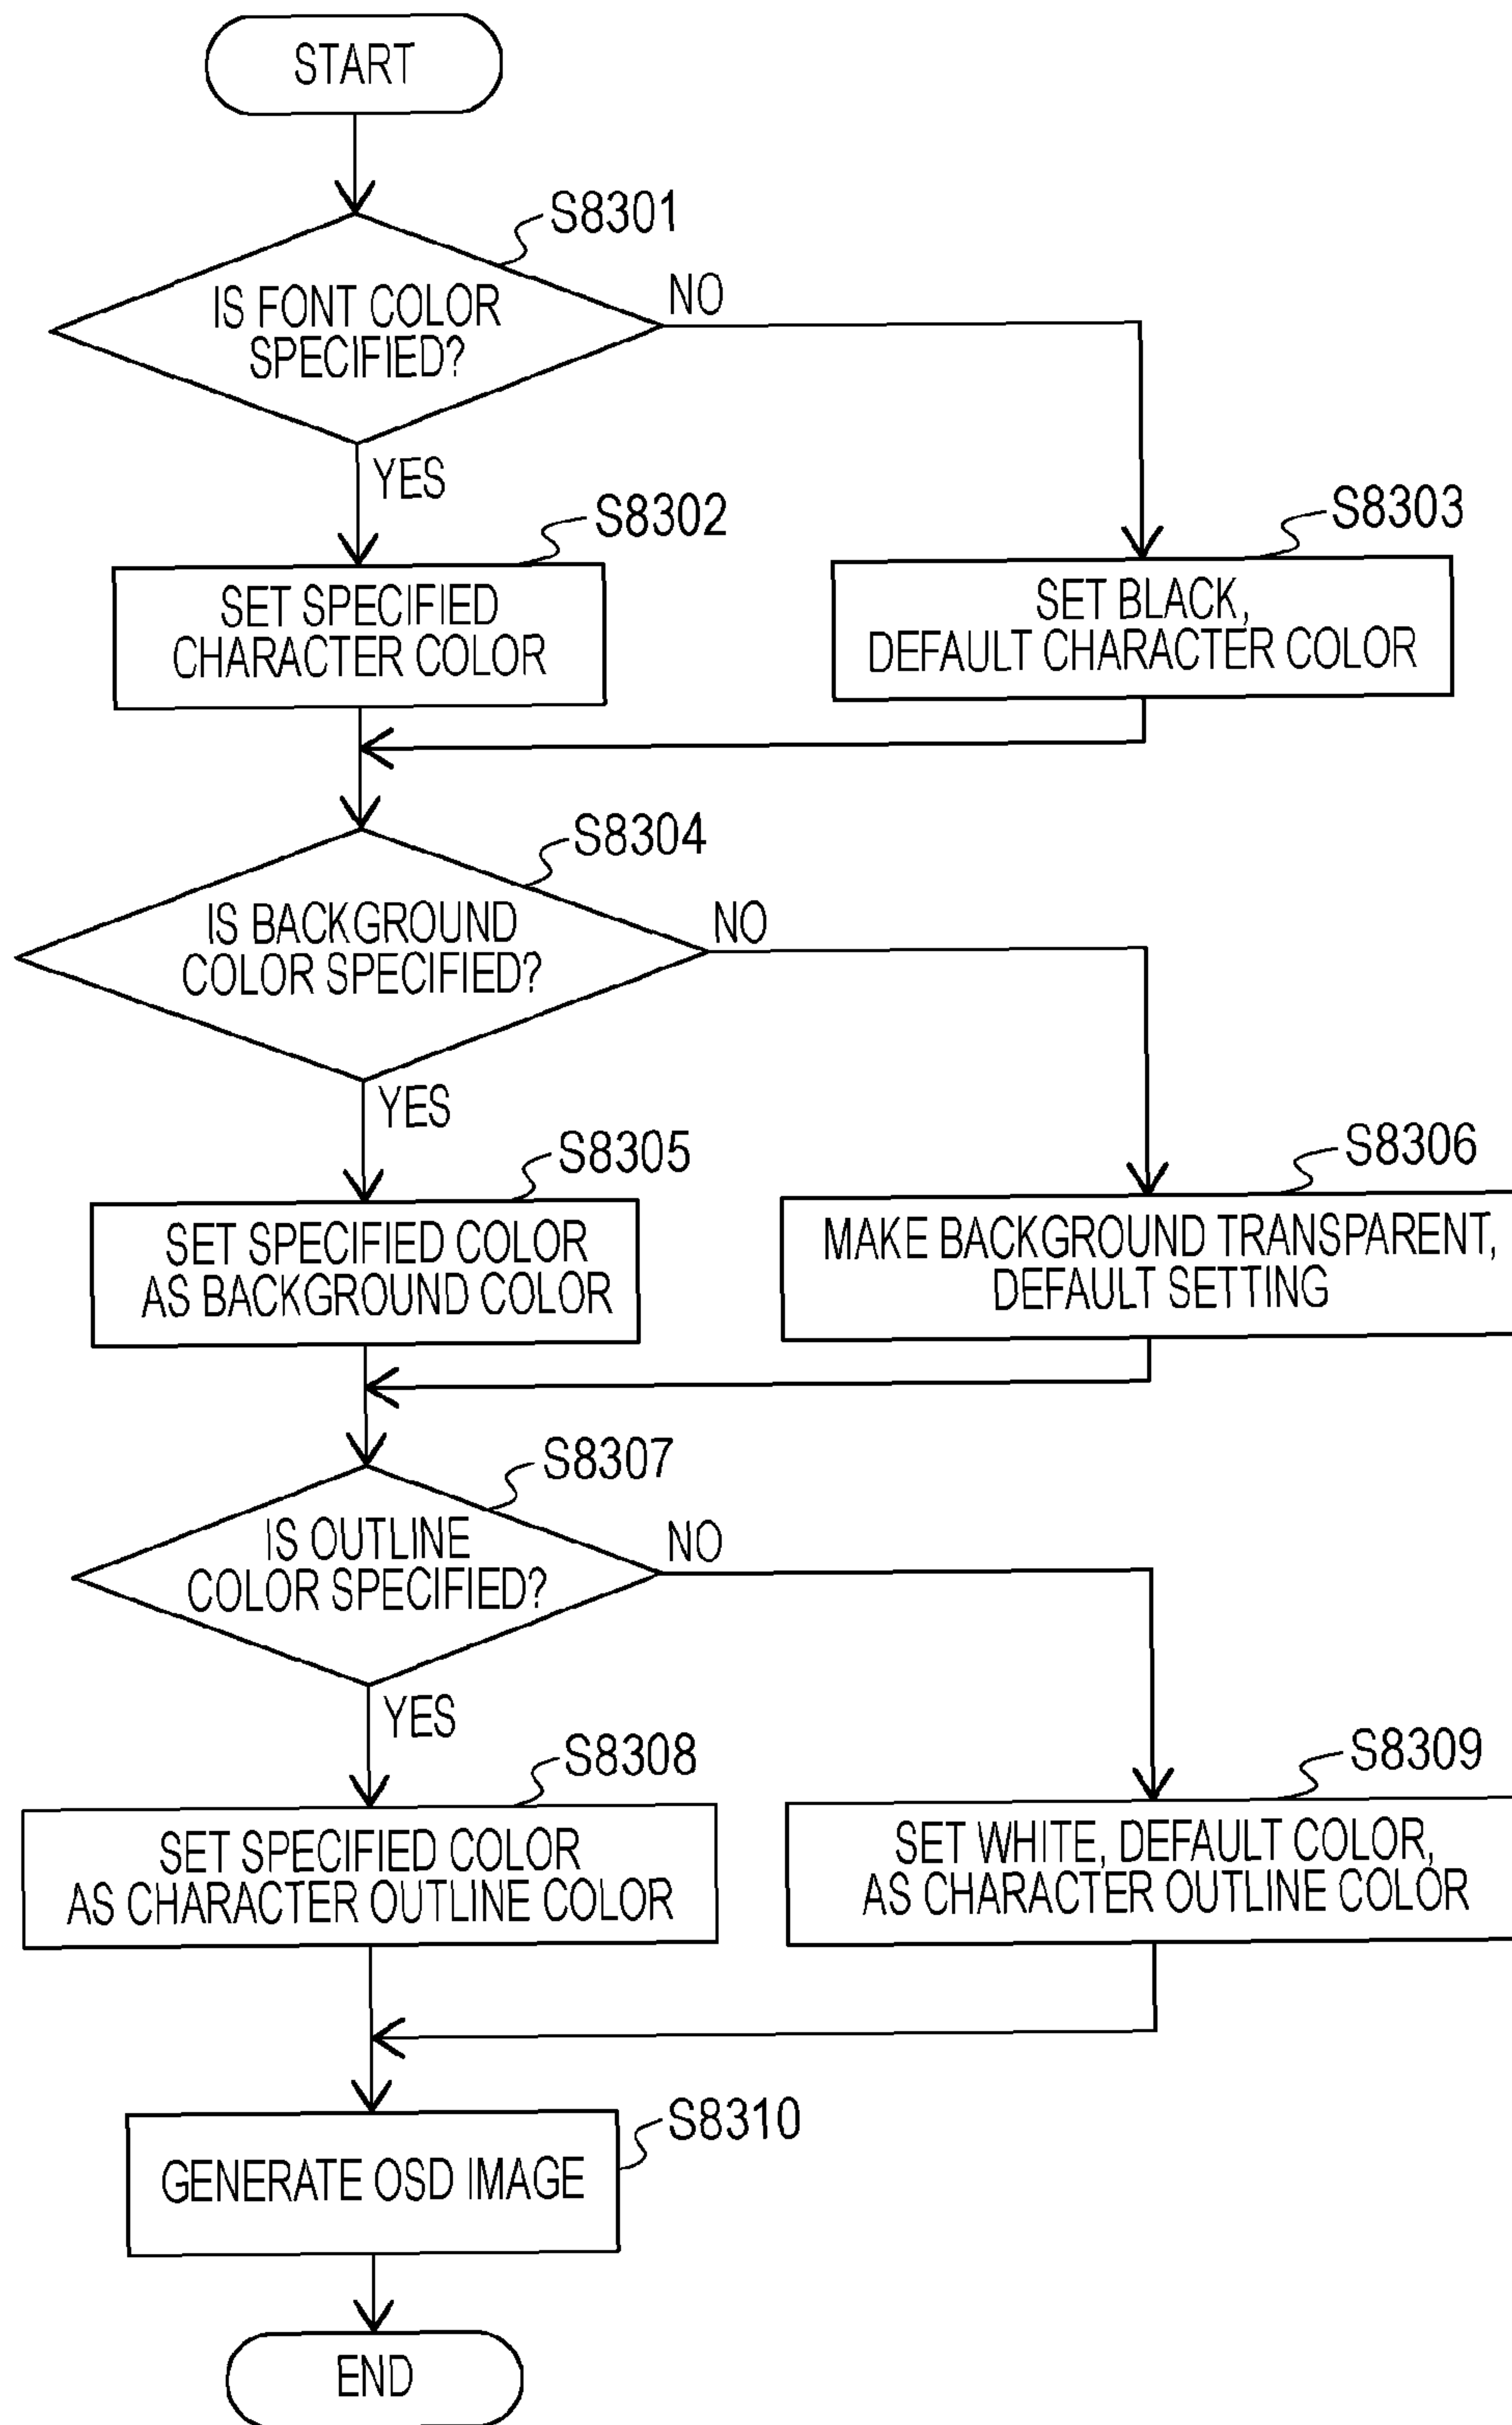 START
S8301
IS FONT COLOR
SPECIFIED?
NO
YES
S8302
S8303
SET SPECIFIED
CHARACTER COLOR
SET BLACK,
DEFAULT CHARACTER COLOR
S8304
IS BACKGROUND
COLOR SPECIFIED?
NO
YES
S8305
S8306
SET SPECIFIED COLOR
AS BACKGROUND COLOR
MAKE BACKGROUND TRANSPARENT,
DEFAULT SETTING
S8307
IS OUTLINE
COLOR SPECIFIED?
NO
YES
S8308
S8309
SET SPECIFIED COLOR
AS CHARACTER OUTLINE COLOR
SET WHITE, DEFAULT COLOR,
AS CHARACTER OUTLINE COLOR
S8310
GENERATE OSD IMAGE
END